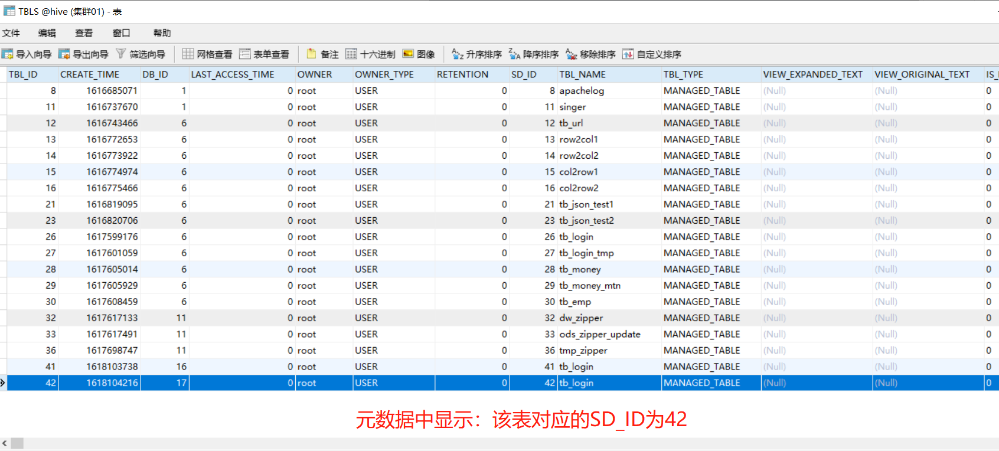 TBLS @hive (集群01) - 表
文件 编辑 查看 窗口 帮助
导入向导 导出向导 筛选向导 网格查看 表单查看 备注 十六进制 图像 升序排序 降序排序 移除排序 自定义排序
TBL_ID CREATE_TIME DB_ID LAST_ACCESS_TIME OWNER OWNER_TYPE RETENTION SD_ID TBL_NAME TBL_TYPE VIEW_EXPANDED_TEXT VIEW_ORIGINAL_TEXT IS_
8 1616685071 1 0 root USER 0 8 apachelog MANAGED_TABLE (Null) (Null) 0
11 1616737670 1 0 root USER 0 11 singer MANAGED_TABLE (Null) (Null) 0
12 1616743466 6 0 root USER 0 12 tb_url MANAGED_TABLE (Null) (Null) 0
13 1616772653 6 0 root USER 0 13 row2col1 MANAGED_TABLE (Null) (Null) 0
14 1616773922 6 0 root USER 0 14 row2col2 MANAGED_TABLE (Null) (Null) 0
15 1616774974 6 0 root USER 0 15 col2row1 MANAGED_TABLE (Null) (Null) 0
16 1616775466 6 0 root USER 0 16 col2row2 MANAGED_TABLE (Null) (Null) 0
21 1616819095 6 0 root USER 0 21 tb_json_test1 MANAGED_TABLE (Null) (Null) 0
23 1616820706 6 0 root USER 0 23 tb_json_test2 MANAGED_TABLE (Null) (Null) 0
26 1617599176 6 0 root USER 0 26 tb_login MANAGED_TABLE (Null) (Null) 0
27 1617601059 6 0 root USER 0 27 tb_login_tmp MANAGED_TABLE (Null) (Null) 0
28 1617605014 6 0 root USER 0 28 tb_money MANAGED_TABLE (Null) (Null) 0
29 1617605929 6 0 root USER 0 29 tb_money_mtn MANAGED_TABLE (Null) (Null) 0
30 1617608459 6 0 root USER 0 30 tb_emp MANAGED_TABLE (Null) (Null) 0
32 1617617133 11 0 root USER 0 32 dw_zipper MANAGED_TABLE (Null) (Null) 0
33 1617617491 11 0 root USER 0 33 ods_zipper_update MANAGED_TABLE (Null) (Null) 0
36 1617698747 11 0 root USER 0 36 tmp_zipper MANAGED_TABLE (Null) (Null) 0
41 1618103738 16 0 root USER 0 41 tb_login MANAGED_TABLE (Null) (Null) 0
42 1618104216 17 0 root USER 0 42 tb_login MANAGED_TABLE (Null) (Null) 0
元数据中显示：该表对应的SD_ID为42